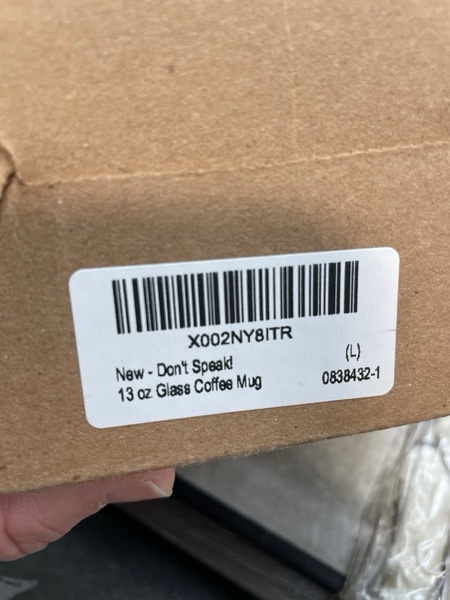 X002NY8ITR
New - Don't Speak!
13 oz Glass Coffee Mug
(L)
0838432-1